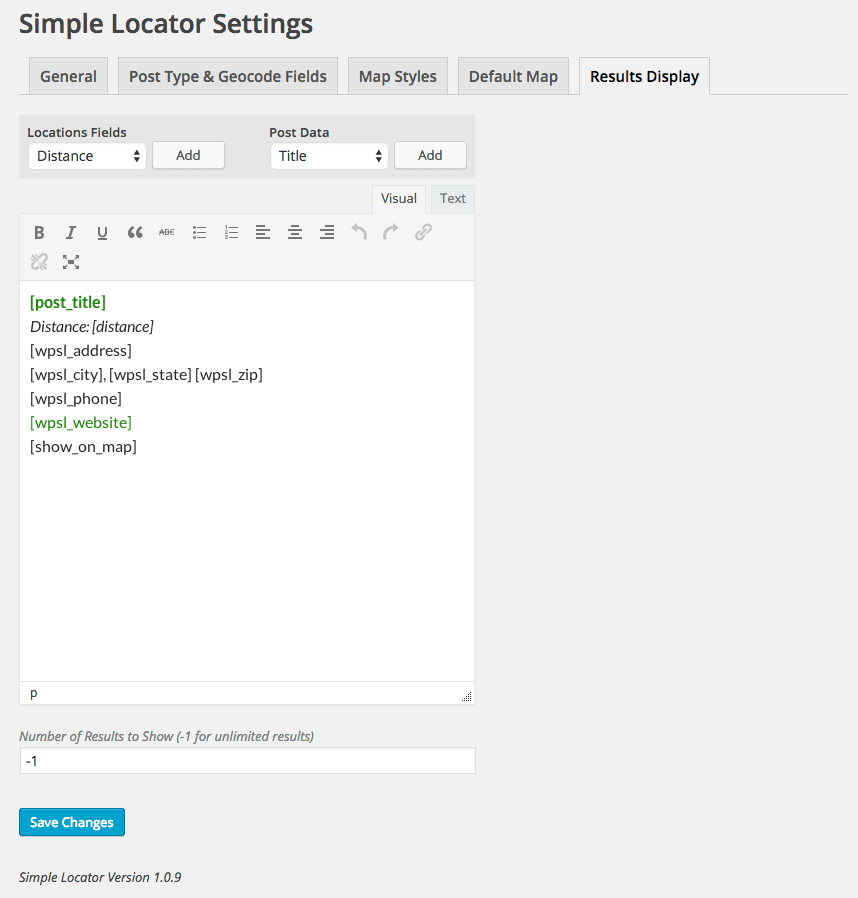 Simple Locator Settings
General Post Type & Geocode Fields Map Styles Default Map Results Display
Locations Fields Post Data
Distance Add Title Add
Visual Text
B I U ABC
[post_title]
Distance: [distance]
[wpsl_address]
[wpsl_city], [wpsl_state] [wpsl_zip]
[wpsl_phone]
[wpsl_website]
[show_on_map]
p
Number of Results to Show (-1 for unlimited results)
-1
Save Changes
Simple Locator Version 1.0.9